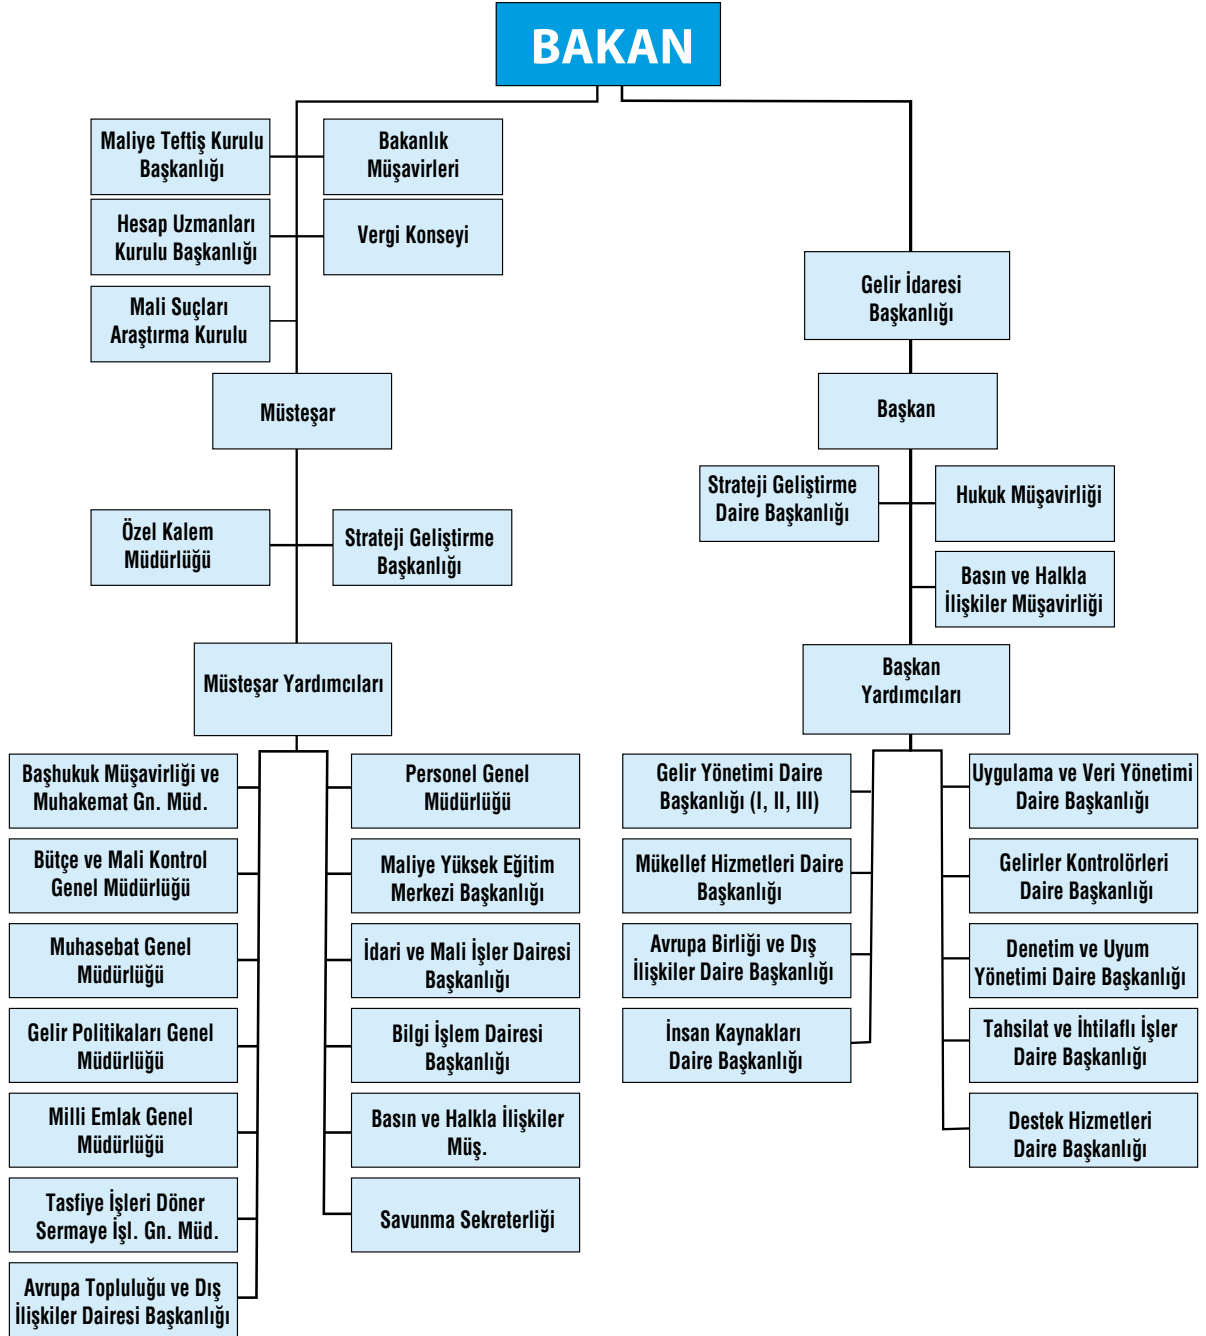 BAKAN
Maliye Teftiş Kurulu
Başkanlığı
Bakanlık
Müşavirleri
Hesap Uzmanları
Kurulu Başkanlığı
Vergi Konseyi
Mali Suçları
Araştırma Kurulu
Müsteşar
Özel Kalem
Müdürlüğü
Strateji Geliştirme
Başkanlığı
Müsteşar Yardımcıları
Başhukuk Müşavirliği ve
Muhakemat Gn. Müd.
Bütçe ve Mali Kontrol
Genel Müdürlüğü
Muhasebat Genel
Müdürlüğü
Gelir Politikaları Genel
Müdürlüğü
Milli Emlak Genel
Müdürlüğü
Tasfiye İşleri Döner
Sermaye İşl. Gn. Müd.
Avrupa Topluluğu ve Dış
İlişkiler Dairesi Başkanlığı
Personel Genel
Müdürlüğü
Maliye Yüksek Eğitim
Merkezi Başkanlığı
İdari ve Mali İşler Dairesi
Başkanlığı
Bilgi İşlem Dairesi
Başkanlığı
Basın ve Halkla İlişkiler
Müş.
Savunma Sekreterliği
Gelir İdaresi
Başkanlığı
Başkan
Strateji Geliştirme
Daire Başkanlığı
Hukuk Müşavirliği
Basın ve Halkla
İlişkiler Müşavirliği
Başkan
Yardımcıları
Gelir Yönetimi Daire
Başkanlığı (I, II, III)
Mükellef Hizmetleri Daire
Başkanlığı
Avrupa Birliği ve Dış
İlişkiler Daire Başkanlığı
İnsan Kaynakları
Daire Başkanlığı
Uygulama ve Veri Yönetimi
Daire Başkanlığı
Gelirler Kontrolörleri
Daire Başkanlığı
Denetim ve Uyum
Yönetimi Daire Başkanlığı
Tahsilat ve İhtilaflı İşler
Daire Başkanlığı
Destek Hizmetleri
Daire Başkanlığı